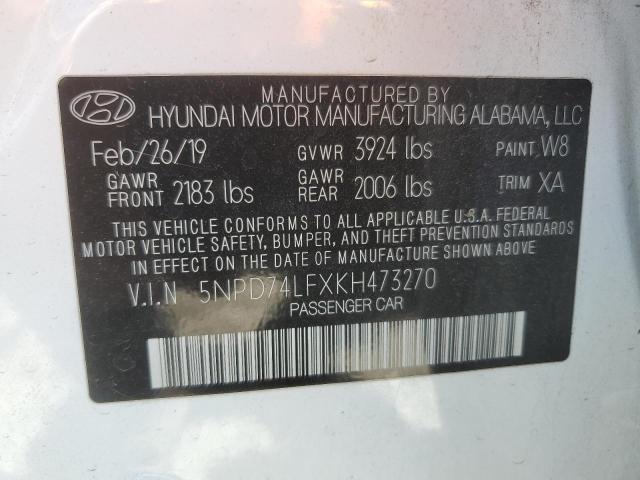 MANUFACTURED BY
HYUNDAI MOTOR MANUFACTURING ALABAMA, LLC
Feb/26/19 GVWR 3924 lbs PAINT W8
GAWR FRONT 2183 lbs GAWR REAR 2006 lbs TRIM XA
THIS VEHICLE CONFORMS TO ALL APPLICABLE U.S.A. FEDERAL
MOTOR VEHICLE SAFETY, BUMPER, AND THEFT PREVENTION STANDARDS
IN EFFECT ON THE DATE OF MANUFACTURE SHOWN ABOVE
V.I.N 5NPD74LFXKH473270
PASSENGER CAR